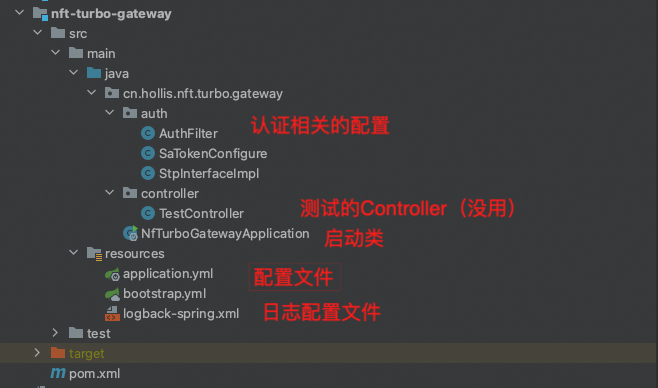 nft-turbo-gateway
src
main
java
cn.hollis.nft.turbo.gateway
auth
认证相关的配置
AuthFilter
SaTokenConfigure
StpInterfaceImpl
controller
测试的Controller（没用）
TestController
NfTurboGatewayApplication
启动类
resources
application.yml
配置文件
bootstrap.yml
logback-spring.xml
日志配置文件
test
target
pom.xml